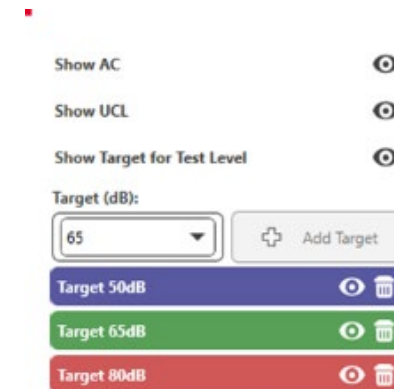 Show AC
Show UCL
Show Target for Test Level
Target (dB):
65
Add Target
Target 50dB
Target 65dB
Target 80dB